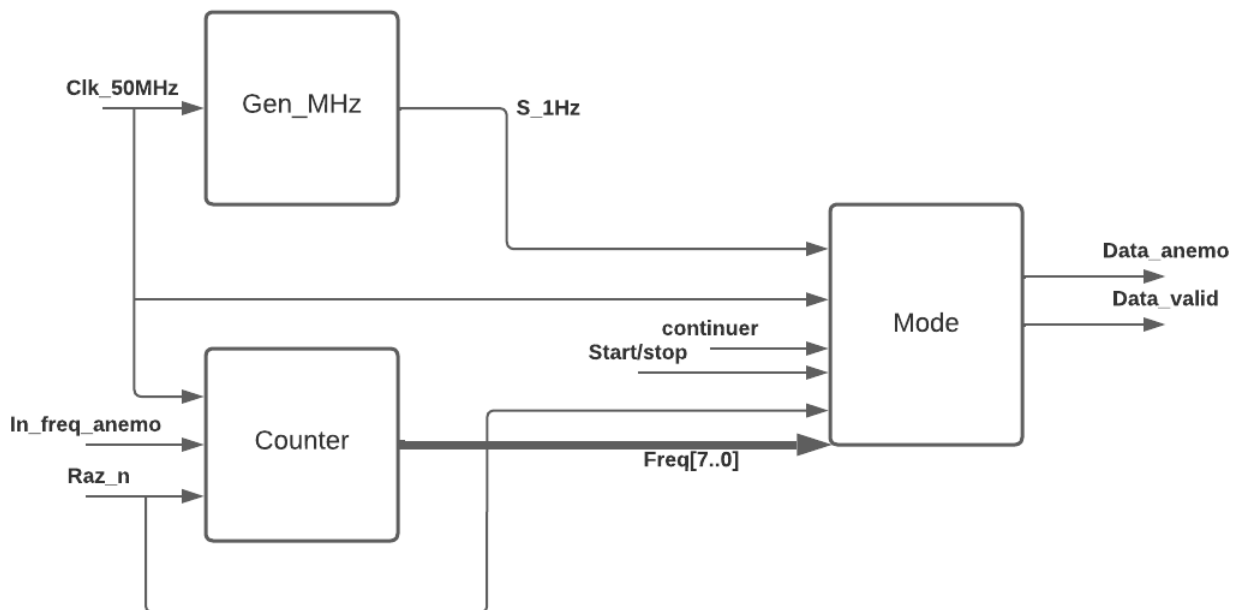 Clk_50MHz
Gen_MHz
S_1Hz
Data_anemo
Data_valid
Mode
continuer
Start/stop
In_freq_anemo
Counter
Freq[7..0]
Raz_n